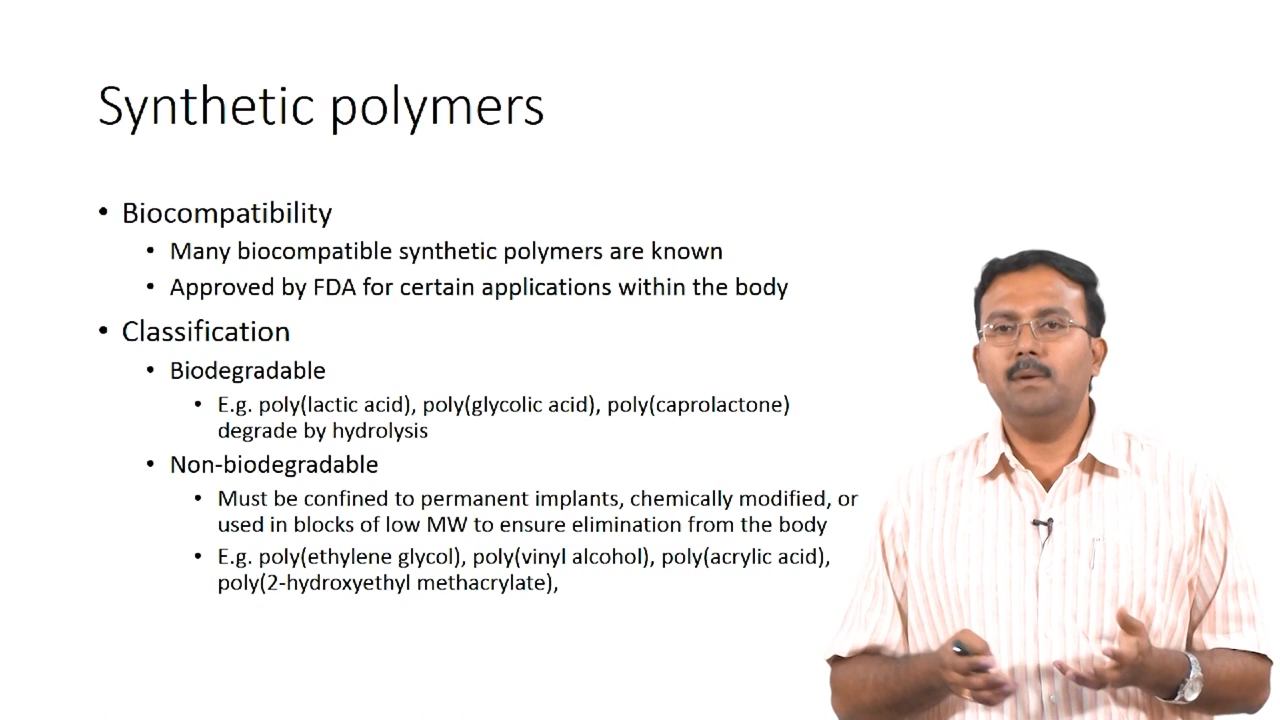 Synthetic polymers
• Biocompatibility
• Many biocompatible synthetic polymers are known
• Approved by FDA for certain applications within the body
• Classification
• Biodegradable
• E.g. poly(lactic acid), poly(glycolic acid), poly(caprolactone)
degrade by hydrolysis
• Non-biodegradable
• Must be confined to permanent implants, chemically modified, or
used in blocks of low MW to ensure elimination from the body
• E.g. poly(ethylene glycol), poly(vinyl alcohol), poly(acrylic acid),
poly(2-hydroxyethyl methacrylate),